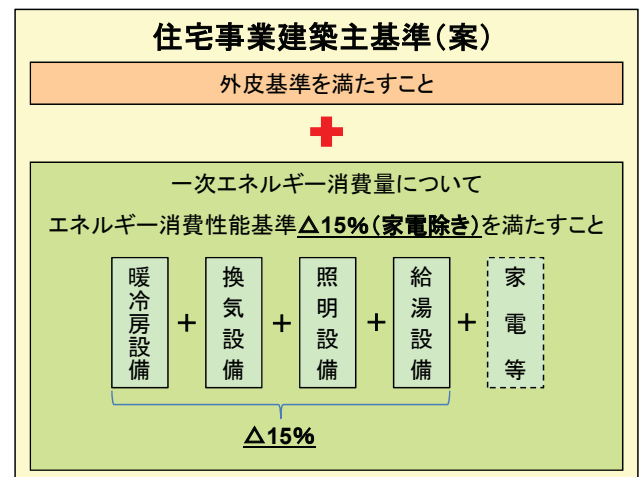 住宅事業建築主基準(案)
外皮基準を満たすこと
+
一次エネルギー消費量について
エネルギー消費性能基準△15%(家電除き)を満たすこと
暖冷房設備 + 換気設備 + 照明設備 + 給湯設備 + 家電等
△15%